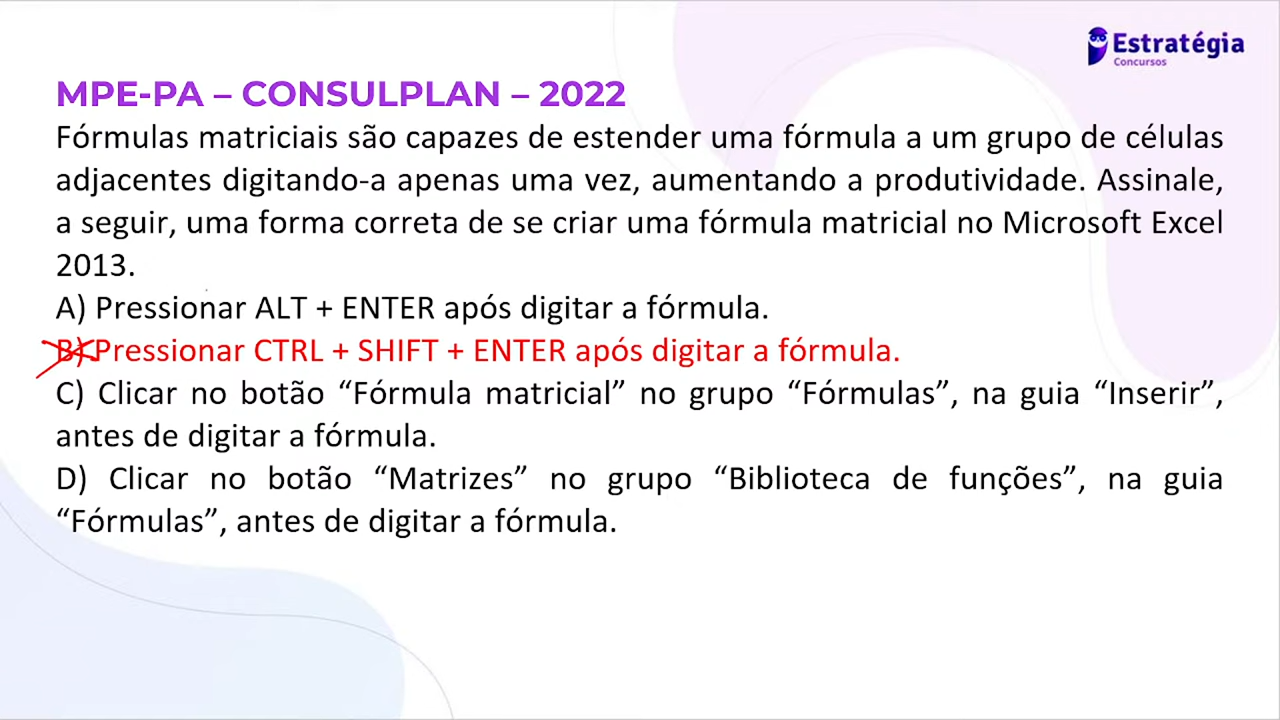 Estratégia
Concursos
MPE-PA – CONSULPLAN – 2022
Fórmulas matriciais são capazes de estender uma fórmula a um grupo de células
adjacentes digitando-a apenas uma vez, aumentando a produtividade. Assinale,
a seguir, uma forma correta de se criar uma fórmula matricial no Microsoft Excel
2013.
A) Pressionar ALT + ENTER após digitar a fórmula.
B) Pressionar CTRL + SHIFT + ENTER após digitar a fórmula.
C) Clicar no botão “Fórmula matricial” no grupo “Fórmulas”, na guia “Inserir”,
antes de digitar a fórmula.
D) Clicar no botão “Matrizes” no grupo “Biblioteca de funções”, na guia
“Fórmulas”, antes de digitar a fórmula.